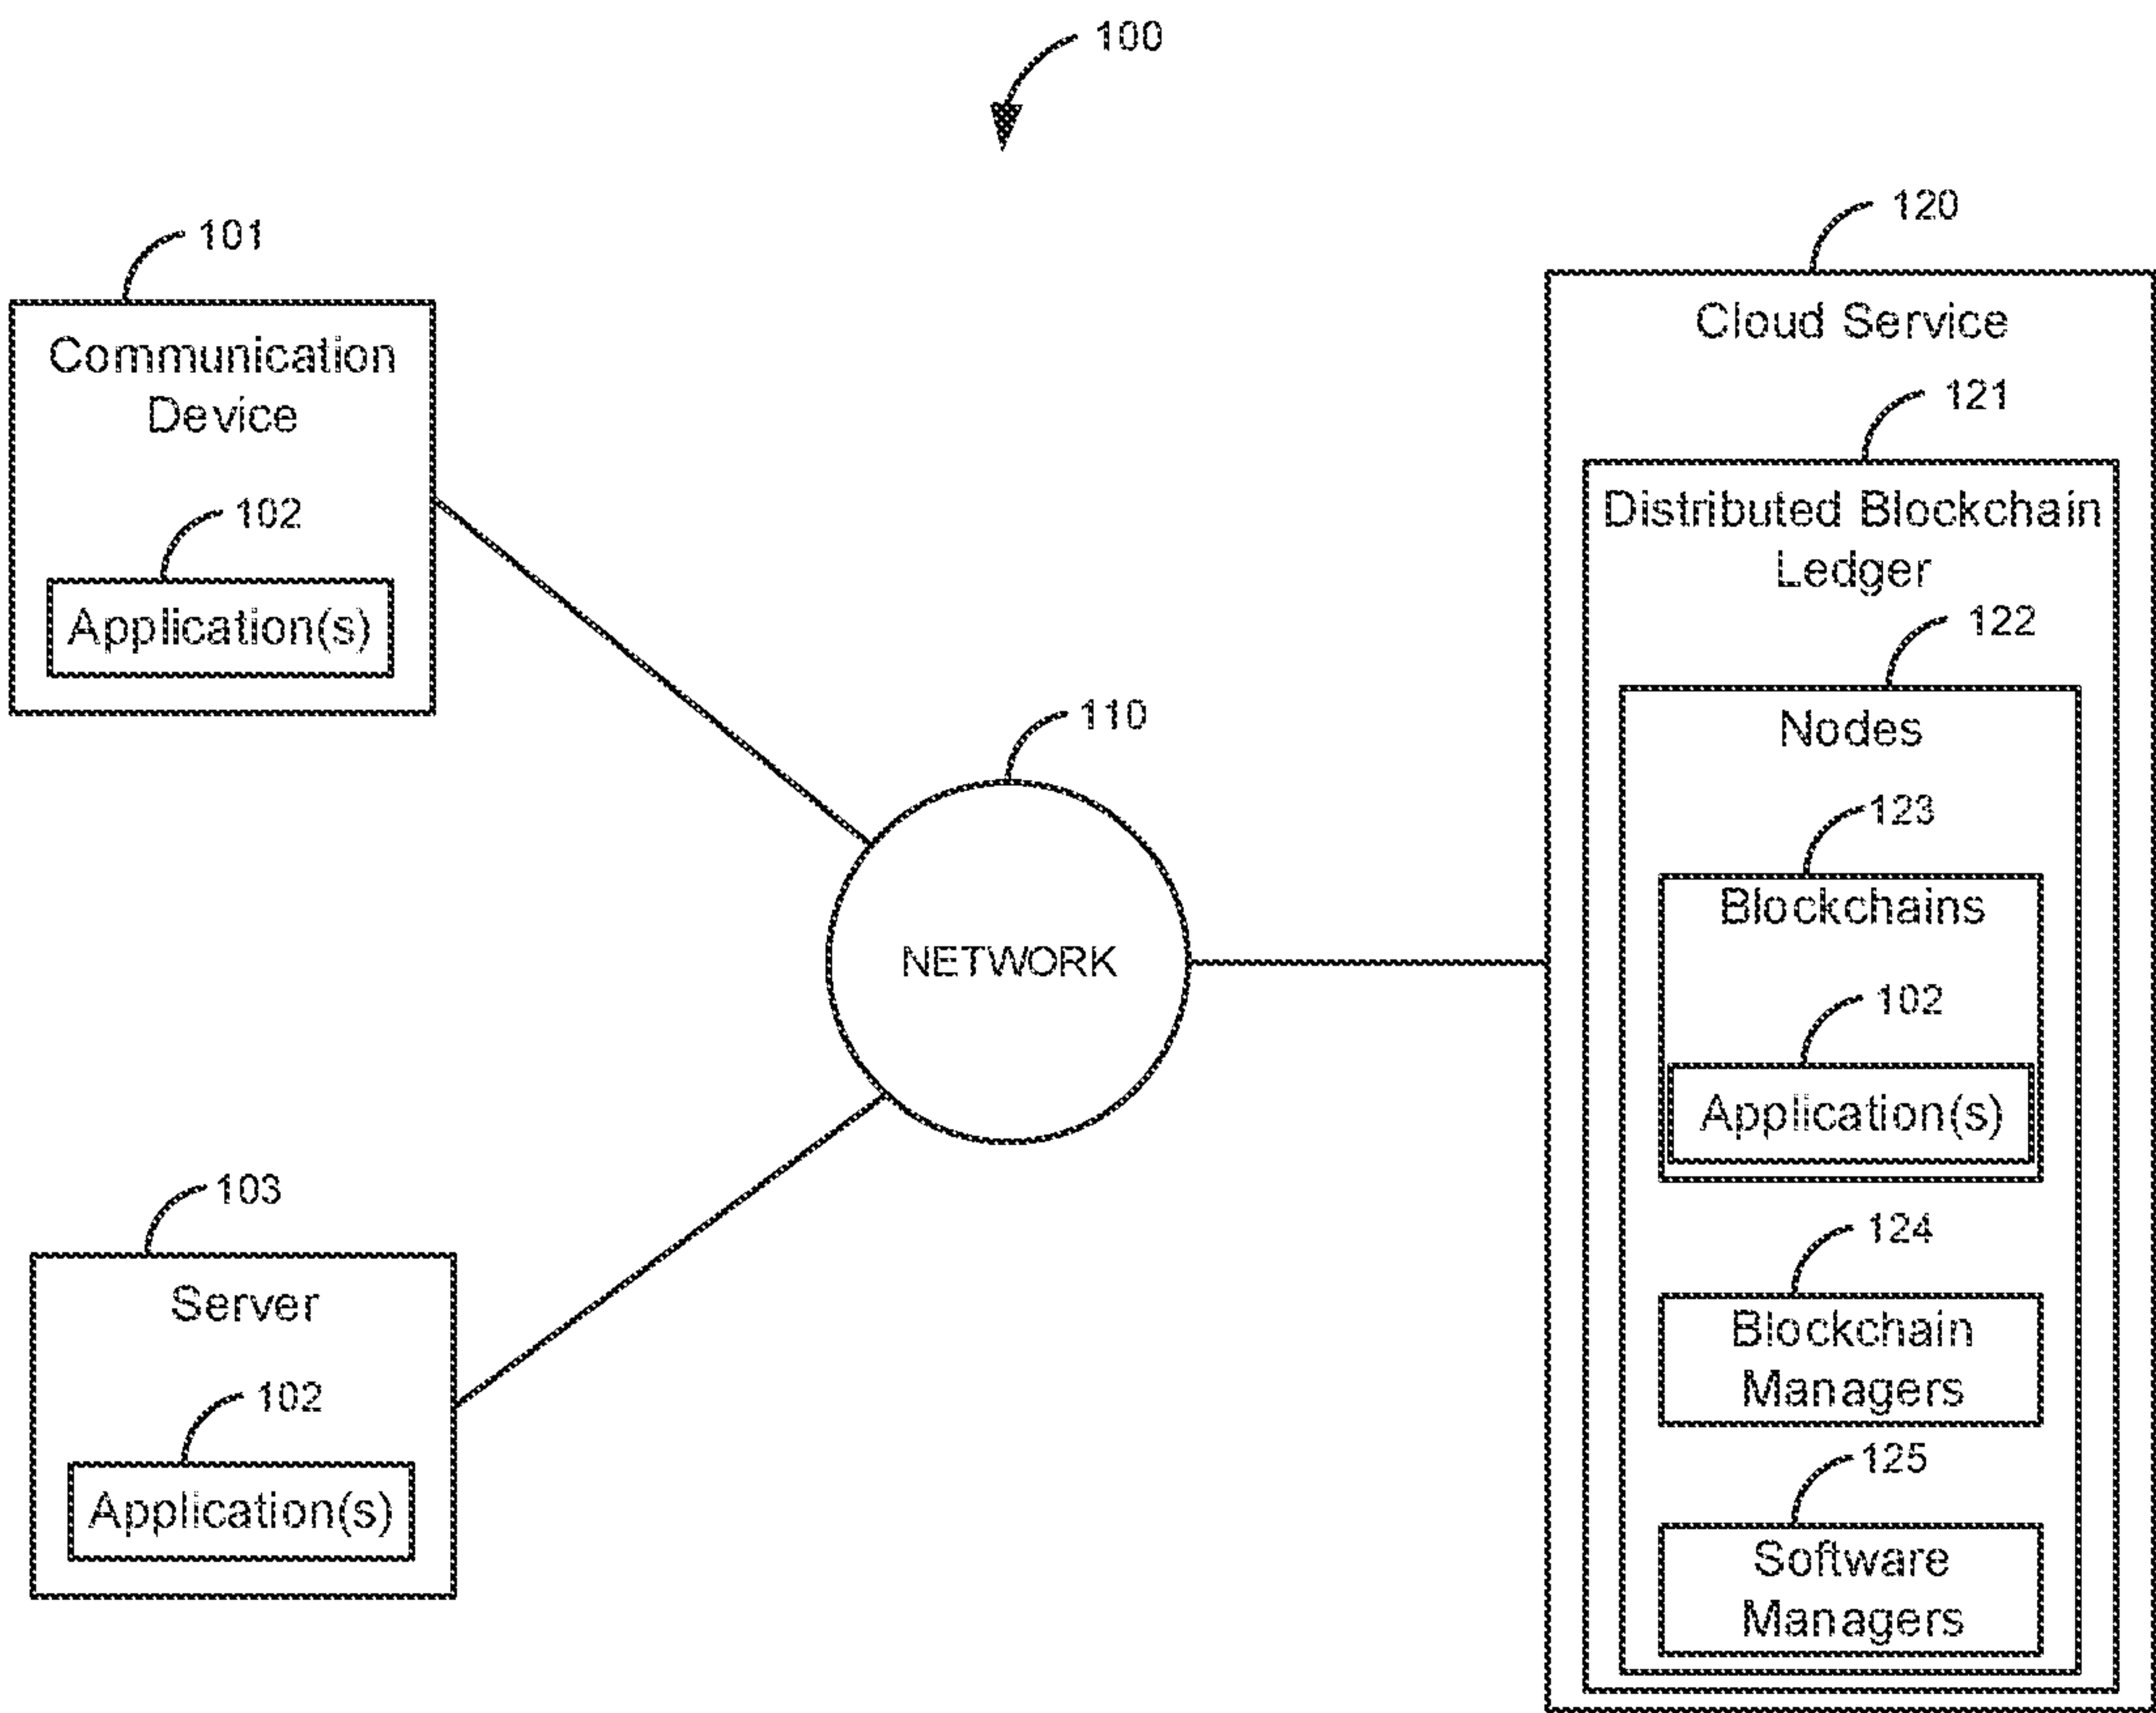 100
101
Communication
Device
102
Application(s)
110
NETWORK
103
Server
102
Application(s)
120
Cloud Service
121
Distributed Blockchain
Ledger
122
Nodes
123
Blockchains
102
Application(s)
124
Blockchain
Managers
125
Software
Managers